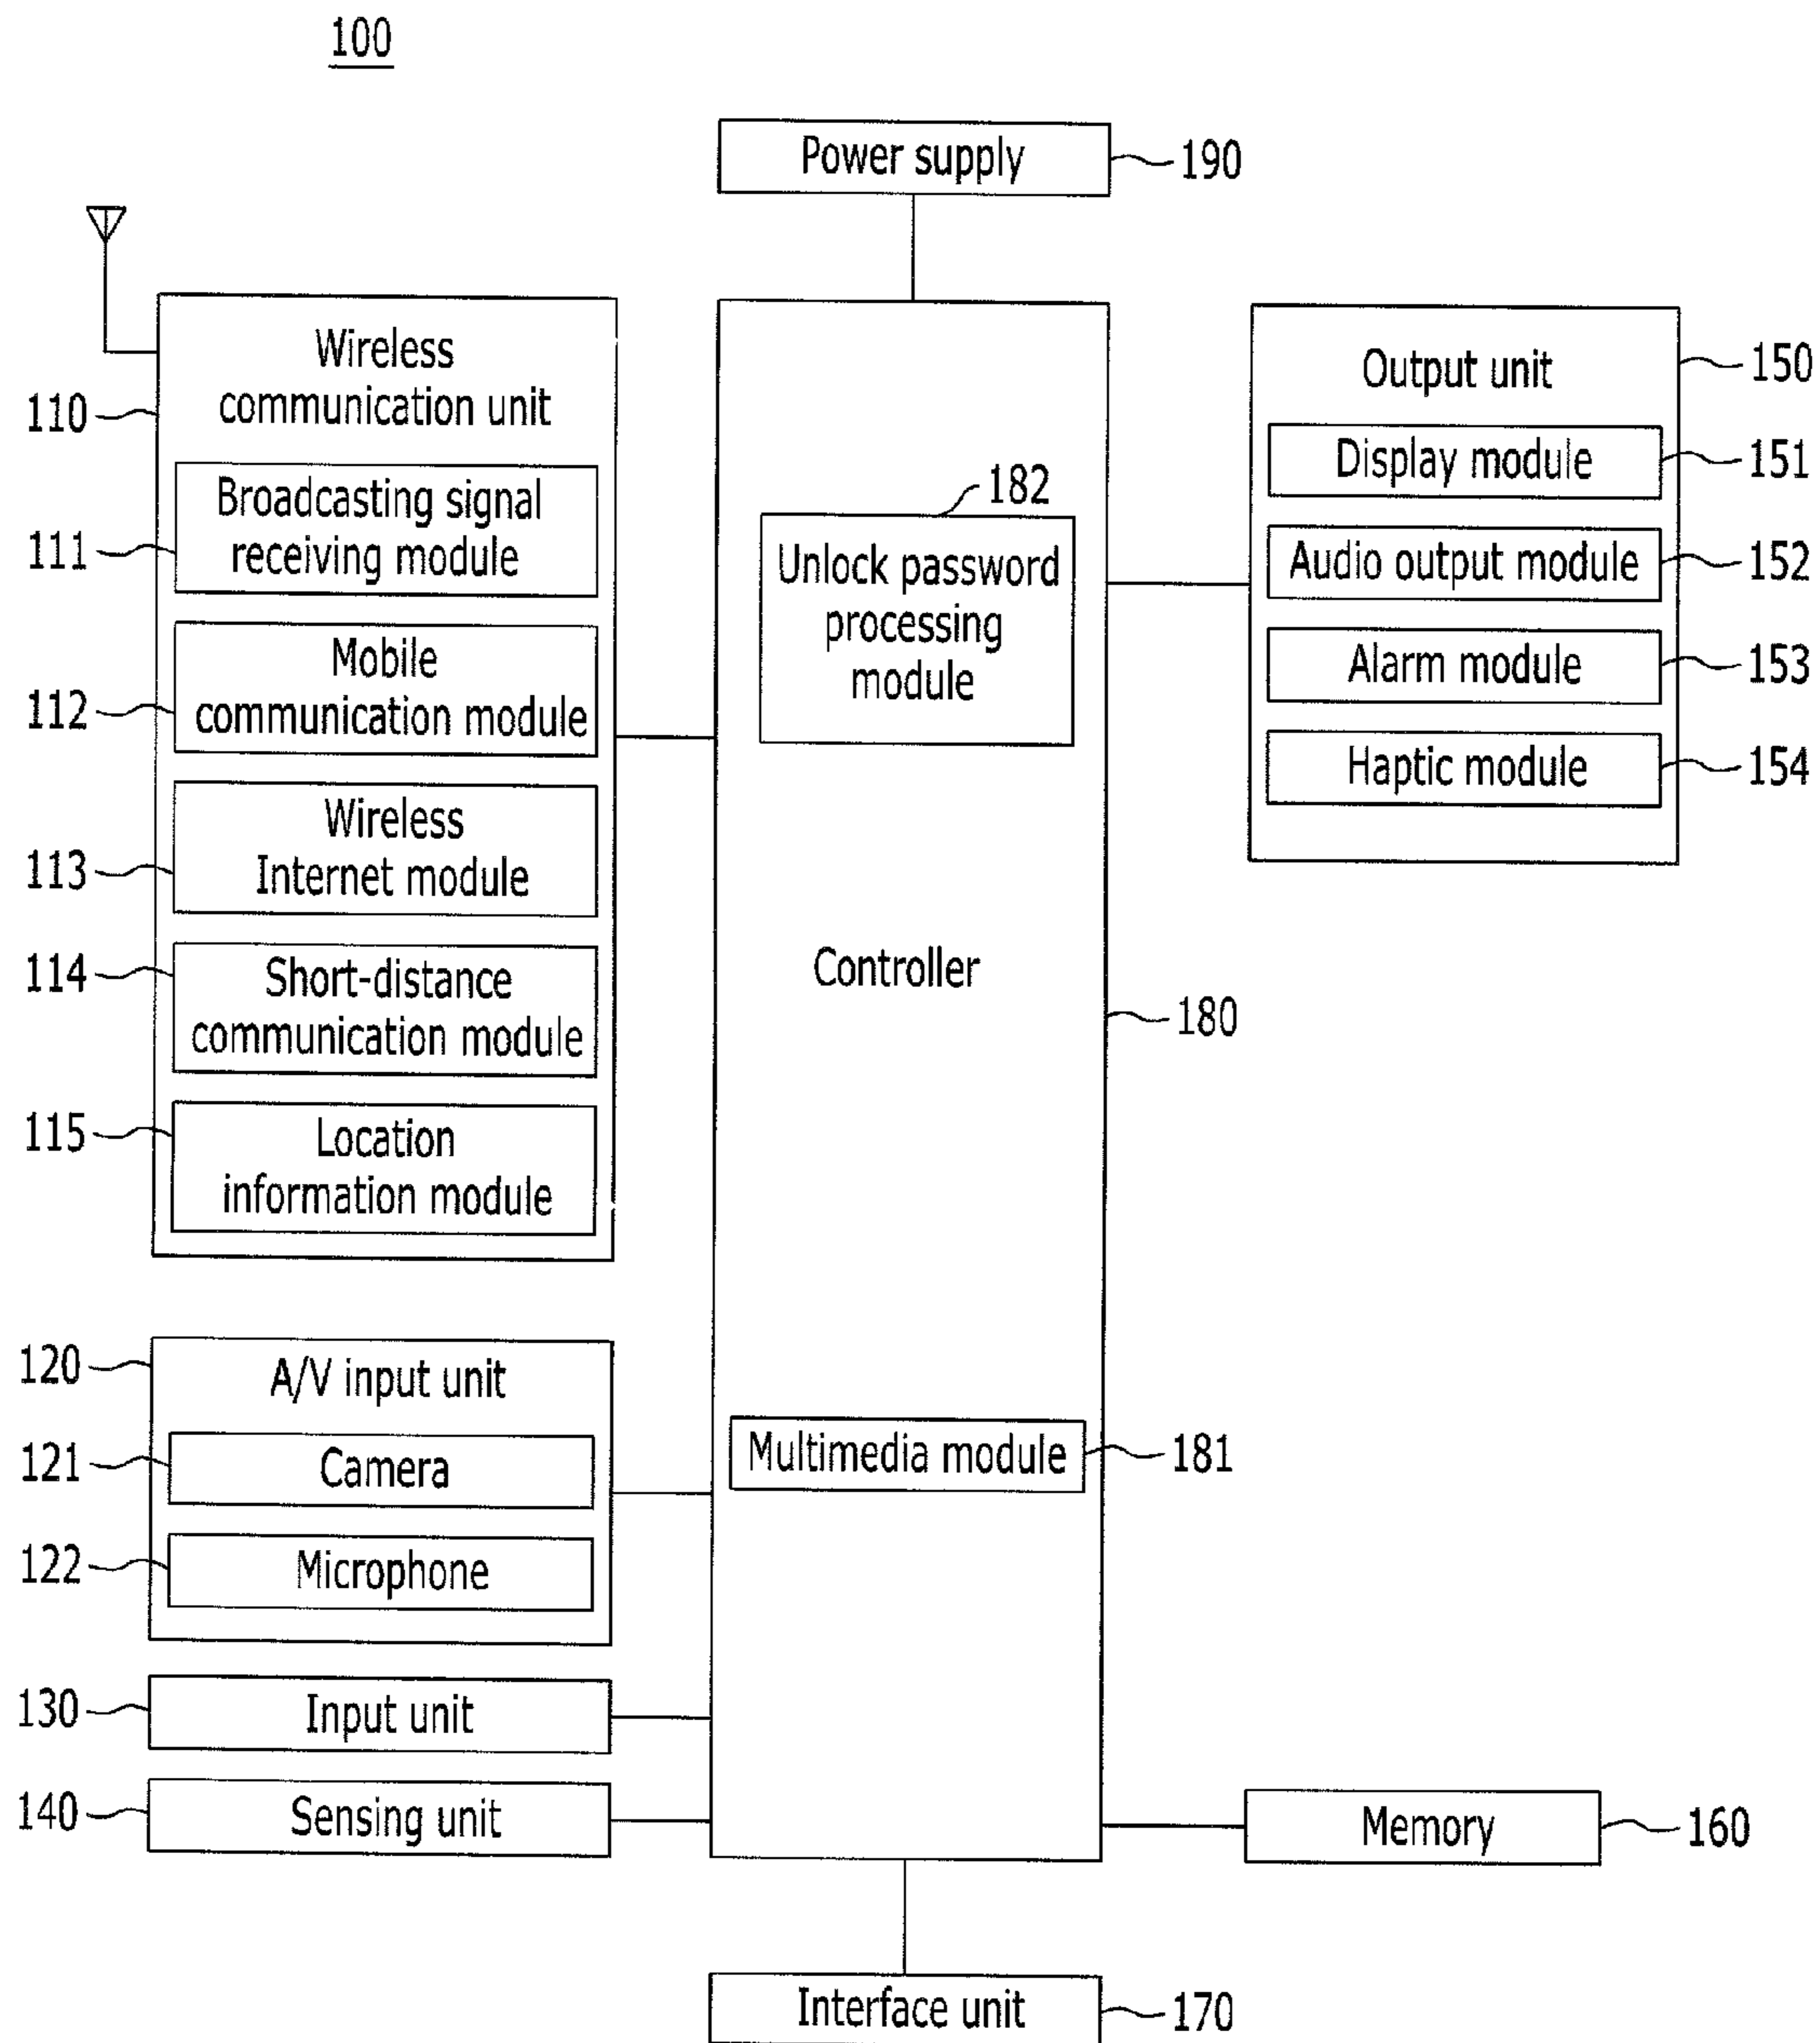 100
Power supply
190
Wireless
communication unit
110
Broadcasting signal
receiving module
111
Mobile
communication module
112
Wireless
Internet module
113
Short-distance
communication module
114
Location
information module
115
A/V input unit
120
Camera
121
Microphone
122
Input unit
130
Sensing unit
140
182
Unlock password
processing
module
Controller
180
Multimedia module
181
Output unit
150
Display module
151
Audio output module
152
Alarm module
153
Haptic module
154
Memory
160
Interface unit
170